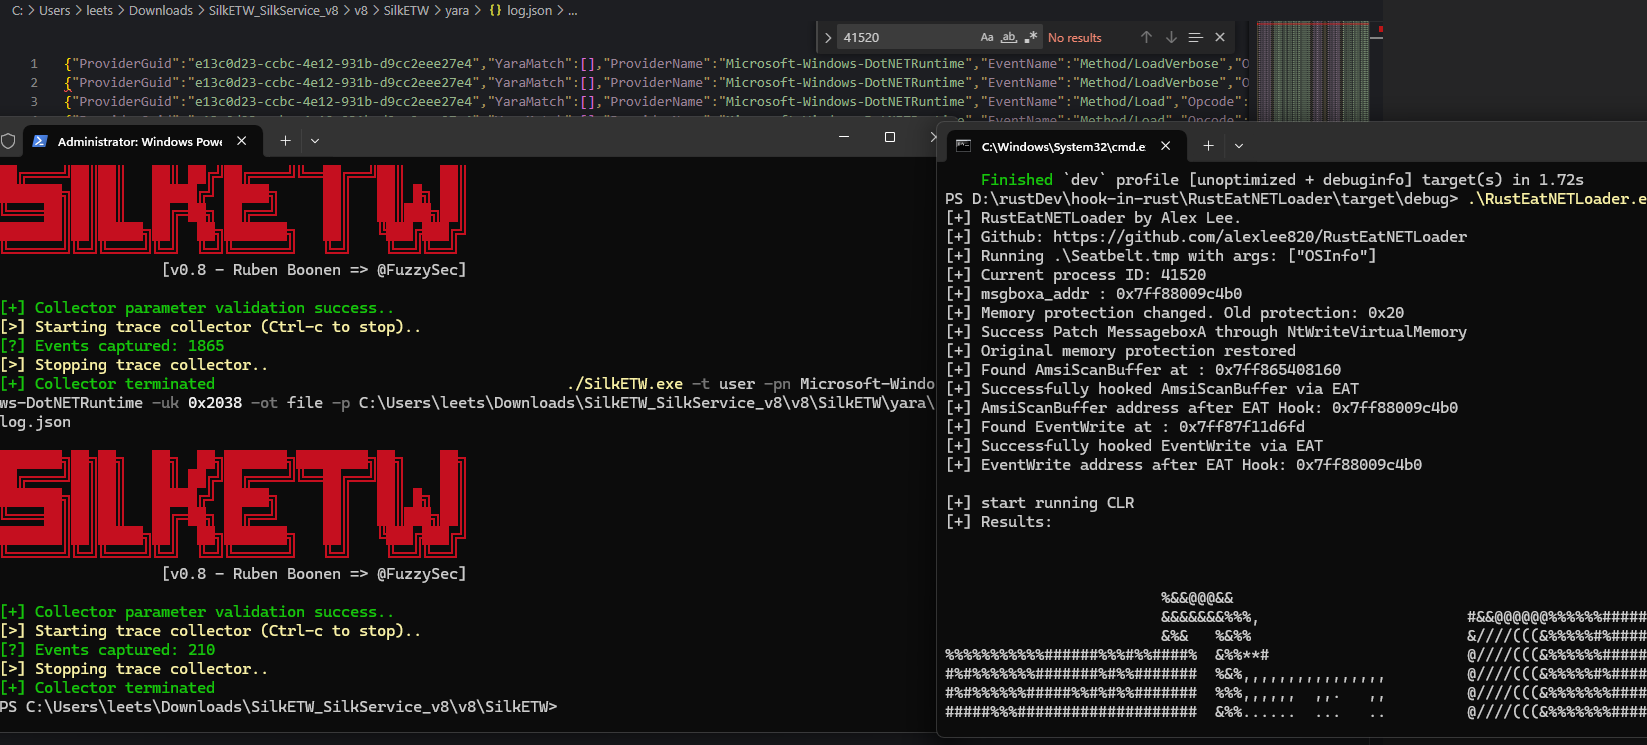 C: > Users > leets > Downloads > SilkETW_SilkService_v8 > v8 > SilkETW > yara > {} log.json > ...
41520 Aa ab No results
1 {"ProviderGuid":"e13c0d23-ccbc-4e12-931b-d9cc2eee27e4","YaraMatch":[],"ProviderName":"Microsoft-Windows-DotNETRuntime","EventName":"Method/LoadVerbose","O
2 {"ProviderGuid":"e13c0d23-ccbc-4e12-931b-d9cc2eee27e4","YaraMatch":[],"ProviderName":"Microsoft-Windows-DotNETRuntime","EventName":"Method/LoadVerbose","O
3 {"ProviderGuid":"e13c0d23-ccbc-4e12-931b-d9cc2eee27e4","YaraMatch":[],"ProviderName":"Microsoft-Windows-DotNETRuntime","EventName":"Method/Load","Opcode":
Administrator: Windows Powe
SILKETW
[v0.8 - Ruben Boonen => @FuzzySec]
[+] Collector parameter validation success..
[>] Starting trace collector (Ctrl-c to stop)..
[?] Events captured: 1865
[>] Stopping trace collector..
[+] Collector terminated ./SilkETW.exe -t user -pn Microsoft-Windo
ws-DotNETRuntime -uk 0x2038 -ot file -p C:\Users\leets\Downloads\SilkETW_SilkService_v8\v8\SilkETW\yara\
log.json
SILKETW
[v0.8 - Ruben Boonen => @FuzzySec]
[+] Collector parameter validation success..
[>] Starting trace collector (Ctrl-c to stop)..
[?] Events captured: 210
[>] Stopping trace collector..
[+] Collector terminated
PS C:\Users\leets\Downloads\SilkETW_SilkService_v8\v8\SilkETW>
C:\Windows\System32\cmd.e
Finished `dev` profile [unoptimized + debuginfo] target(s) in 1.72s
PS D:\rustDev\hook-in-rust\RustEatNETLoader\target\debug> .\RustEatNETLoader.e
[+] RustEatNETLoader by Alex Lee.
[+] Github: https://github.com/alexlee820/RustEatNETLoader
[+] Running .\Seatbelt.tmp with args: ["OSInfo"]
[+] Current process ID: 41520
[+] msgboxa_addr : 0x7ff88009c4b0
[+] Memory protection changed. Old protection: 0x20
[+] Success Patch MessageboxA through NtWriteVirtualMemory
[+] Original memory protection restored
[+] Found AmsiScanBuffer at : 0x7ff865408160
[+] Successfully hooked AmsiScanBuffer via EAT
[+] AmsiScanBuffer address after EAT Hook: 0x7ff88009c4b0
[+] Found EventWrite at : 0x7ff87f11d6fd
[+] Successfully hooked EventWrite via EAT
[+] EventWrite address after EAT Hook: 0x7ff88009c4b0
[+] start running CLR
[+] Results:
%&&@@@&&
&&&&&&&%%%, #&&@@@@@@%%%%%%#####
&%& %&%% &////(((&%%%%%#%####
%%%%%%%%%%%######%%%#%%####% &%%**# @////(((&%%%%%%#####
#%#%%%%%%%#######%#%%####### %&%,,,,,,,,,,,,,,,, @////(((&%%%%%#%####
#%#%%%%%%#####%%#%#%%####### %%%,,,,,, ,,. ,, @////(((&%%%%%%#####
#####%%%#################### &%%...... ... .. @////(((&%%%%%%#####